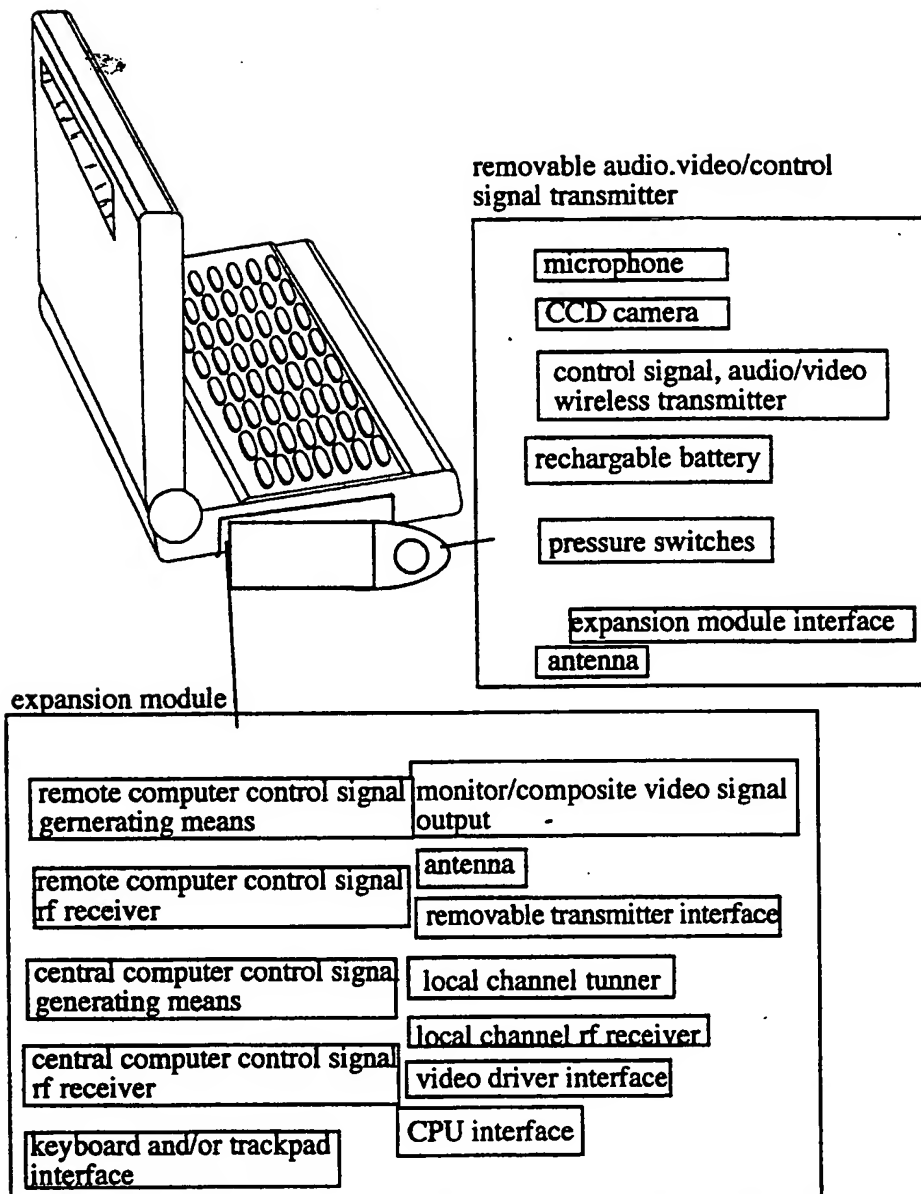 removable audio.video/control
signal transmitter
microphone
CCD camera
control signal, audio/video
wireless transmitter
rechargable battery
pressure switches
expansion module interface
antenna
expansion module
remote computer control signal
gernerating means
remote computer control signal
rf receiver
central computer control signal
generating means
central computer control signal
rf receiver
keyboard and/or trackpad
interface
monitor/composite video signal
output
antenna
removable transmitter interface
local channel tunner
local channel rf receiver
video driver interface
CPU interface